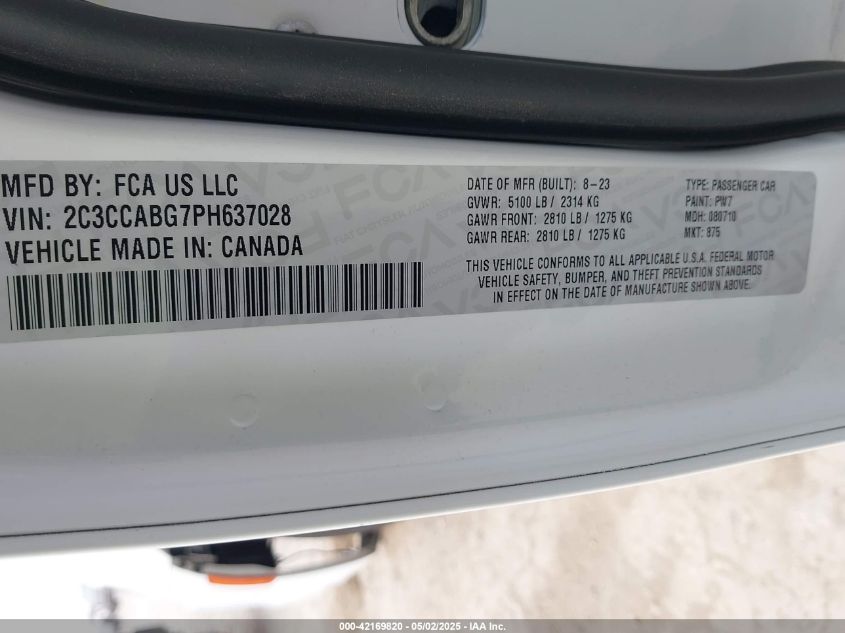 MFD BY: FCA US LLC
VIN: 2C3CCABG7PH637028
VEHICLE MADE IN: CANADA
DATE OF MFR (BUILT): 8-23
GVWR: 5100 LB / 2314 KG
GAWR FRONT: 2810 LB / 1275 KG
GAWR REAR: 2810 LB / 1275 KG
TYPE: PASSENGER CAR
PAINT: PW7
MDH: 080710
MKT: 875
THIS VEHICLE CONFORMS TO ALL APPLICABLE U.S.A. FEDERAL MOTOR
VEHICLE SAFETY, BUMPER, AND THEFT PREVENTION STANDARDS
IN EFFECT ON THE DATE OF MANUFACTURE SHOWN ABOVE.
000-42169820 - 05/02/2025 - IAA Inc.